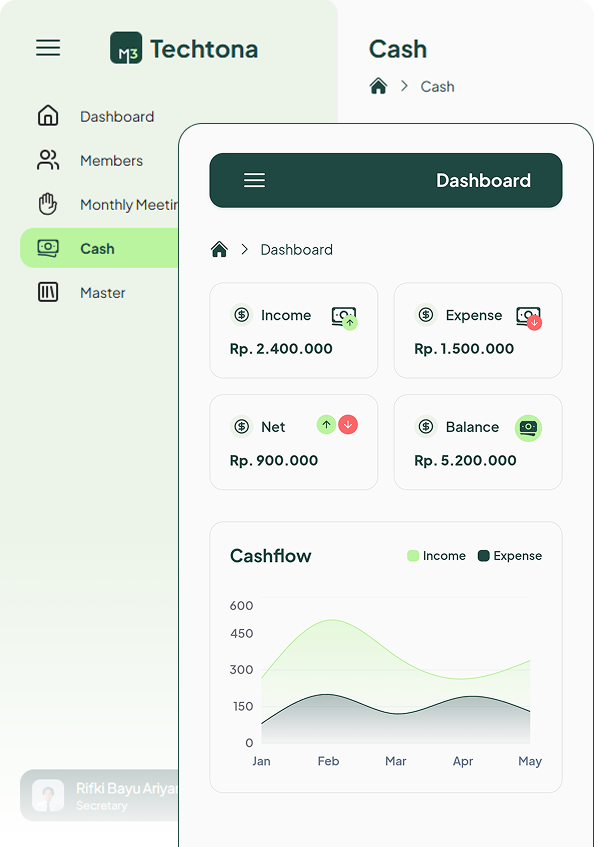 M3 Techtona
Dashboard
Members
Monthly
Cash
Master
Rifki Bayu
Secretary
Cash
Cash
Dashboard
Dashboard
Income
Rp. 2.400.000
Expense
Rp. 1.500.000
Net
Rp. 900.000
Balance
Rp. 5.200.000
Cashflow
Income Expense
600
450
300
150
0
Jan Feb Mar Apr May